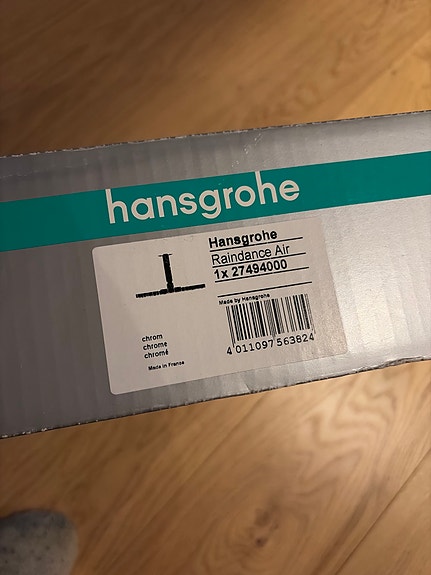 hansgrohe
Hansgrohe
Raindance Air
1x 27494000
Made by Hansgrohe
chrom
chrome
chromé
Made in France
4 011097 563824